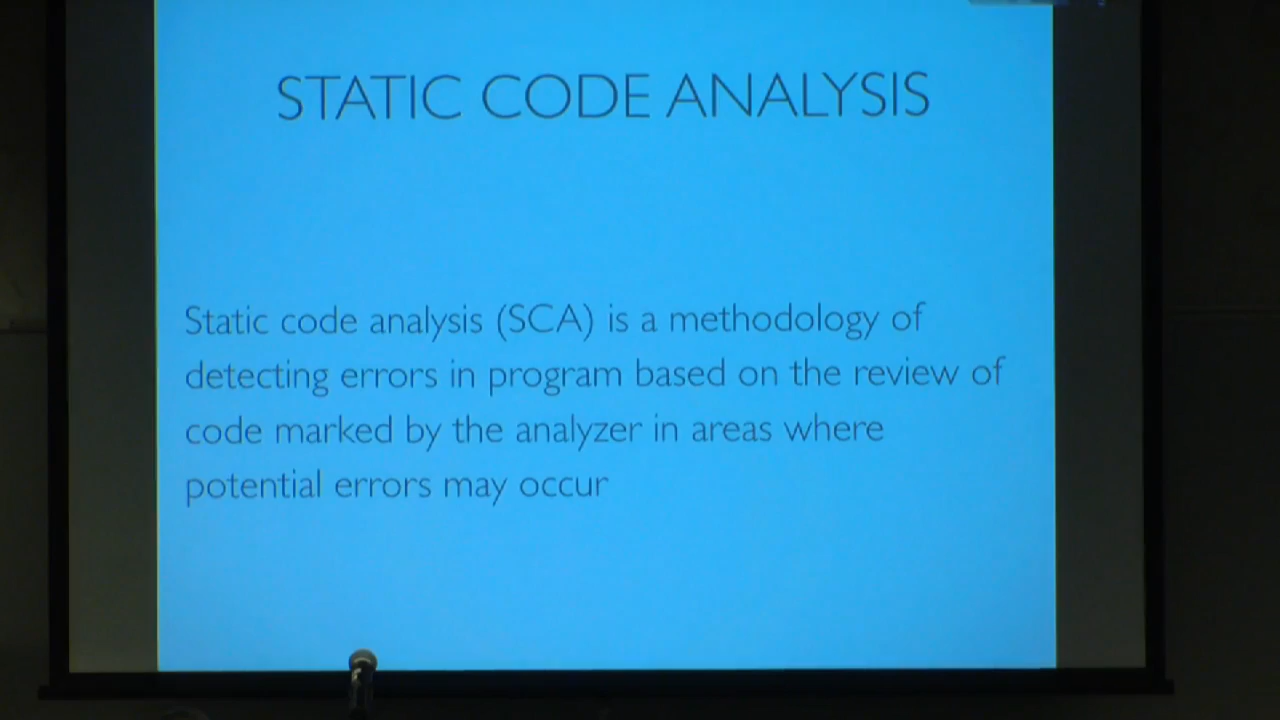 STATIC CODE ANALYSIS
Static code analysis (SCA) is a methodology of
detecting errors in program based on the review of
code marked by the analyzer in areas where
potential errors may occur